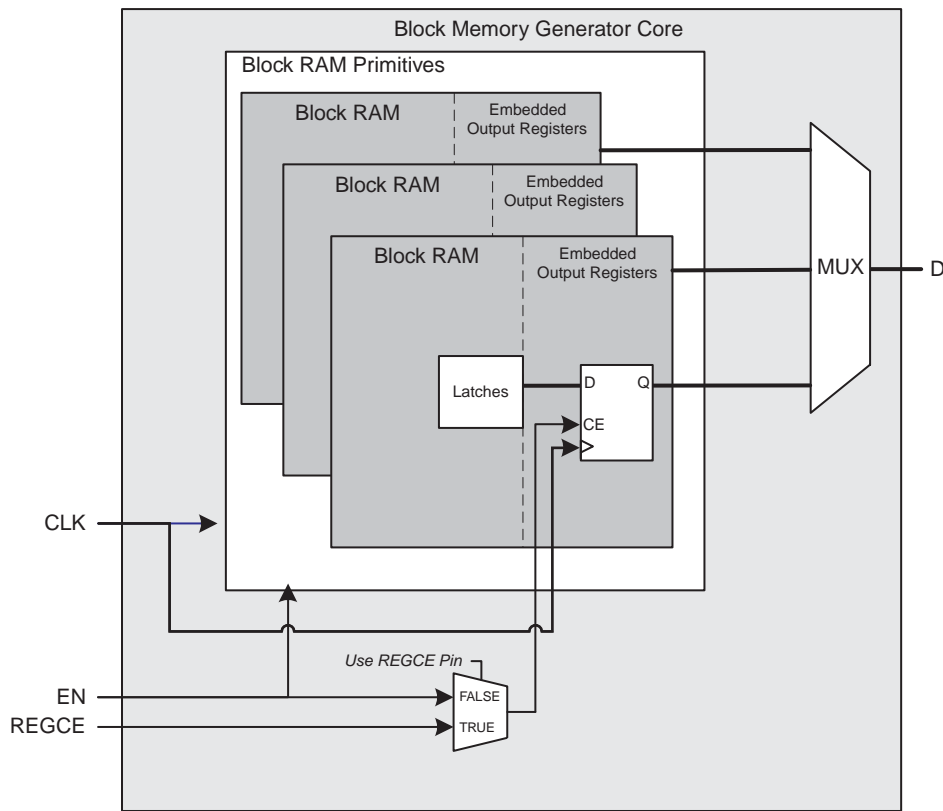 Block Memory Generator Core
Block RAM Primitives
Block RAM
Embedded
Output Registers
Block RAM
Embedded
Output Registers
Block RAM
Embedded
Output Registers
MUX
D
Latches
D
Q
CE
CLK
Use REGCE Pin
EN
FALSE
REGCE
TRUE